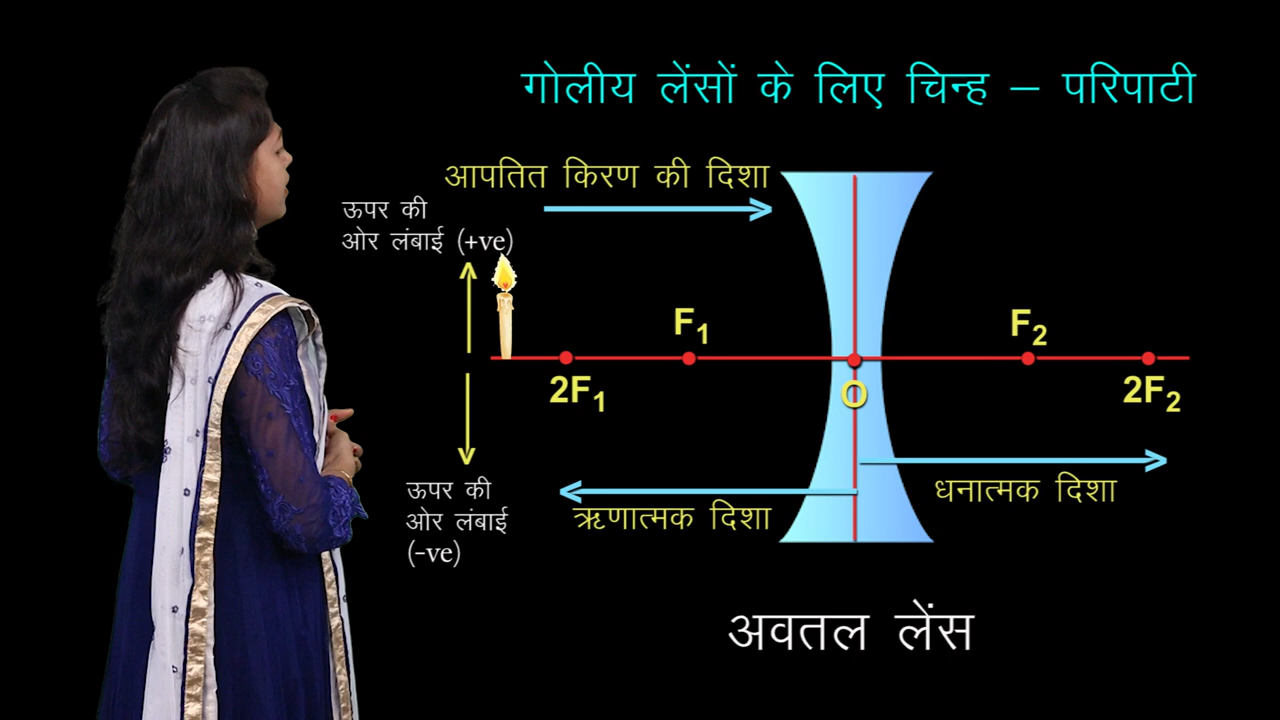 गोलीय लेंसों के लिए चिन्ह – परिपाटी
आपतित किरण की दिशा
ऊपर की
ओर लंबाई (+ve)
F₁
F₂
2F₁
O
2F₂
धनात्मक दिशा
ऋणात्मक दिशा
ऊपर की
ओर लंबाई
(-ve)
अवतल लेंस